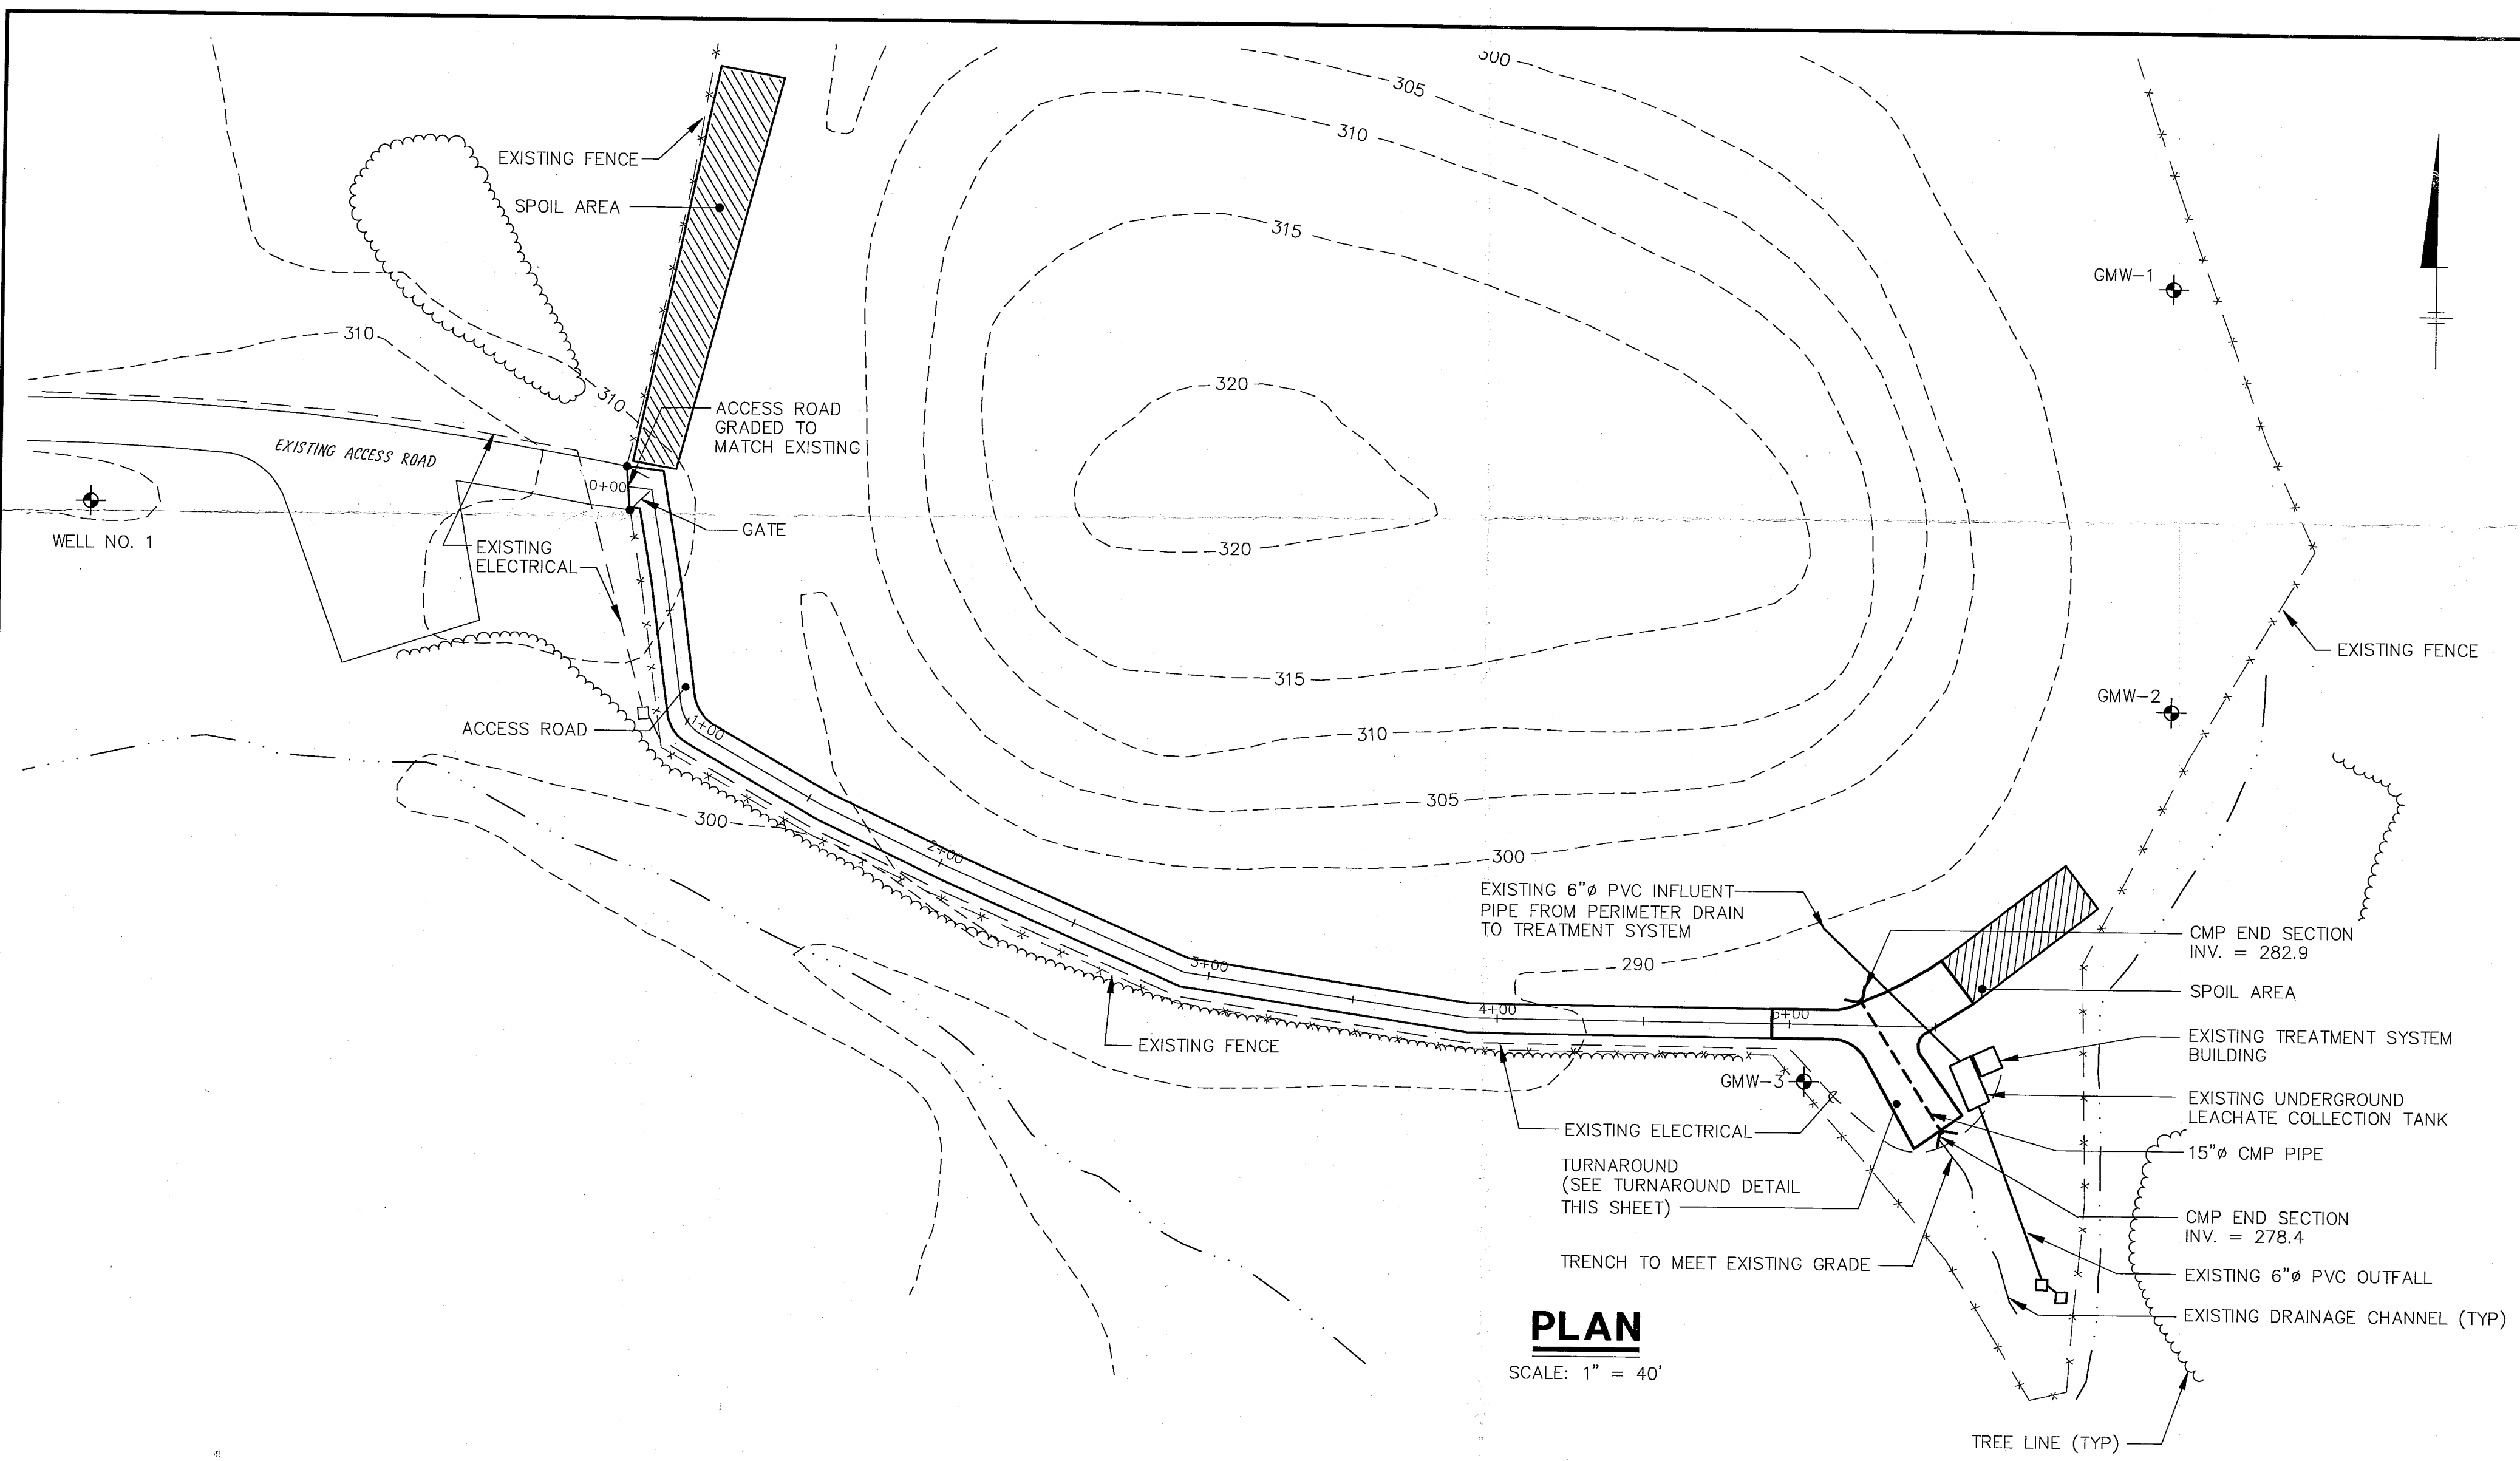 300
305
310
EXISTING FENCE
SPOIL AREA
315
GMW-1
310
320
310
ACCESS ROAD
GRADED TO
MATCH EXISTING
EXISTING ACCESS ROAD
0+00
GATE
WELL NO. 1
EXISTING
ELECTRICAL
320
EXISTING FENCE
315
GMW-2
ACCESS ROAD
1+00
310
305
300
2+00
300
EXISTING 6"ø PVC INFLUENT
PIPE FROM PERIMETER DRAIN
TO TREATMENT SYSTEM
CMP END SECTION
INV. = 282.9
3+00
290
SPOIL AREA
4+00
5+00
EXISTING FENCE
EXISTING TREATMENT SYSTEM
BUILDING
GMW-3
EXISTING UNDERGROUND
LEACHATE COLLECTION TANK
EXISTING ELECTRICAL
15"ø CMP PIPE
TURNAROUND
(SEE TURNAROUND DETAIL
THIS SHEET)
CMP END SECTION
INV. = 278.4
TRENCH TO MEET EXISTING GRADE
EXISTING 6"ø PVC OUTFALL
EXISTING DRAINAGE CHANNEL (TYP)
PLAN
SCALE: 1" = 40'
TREE LINE (TYP)